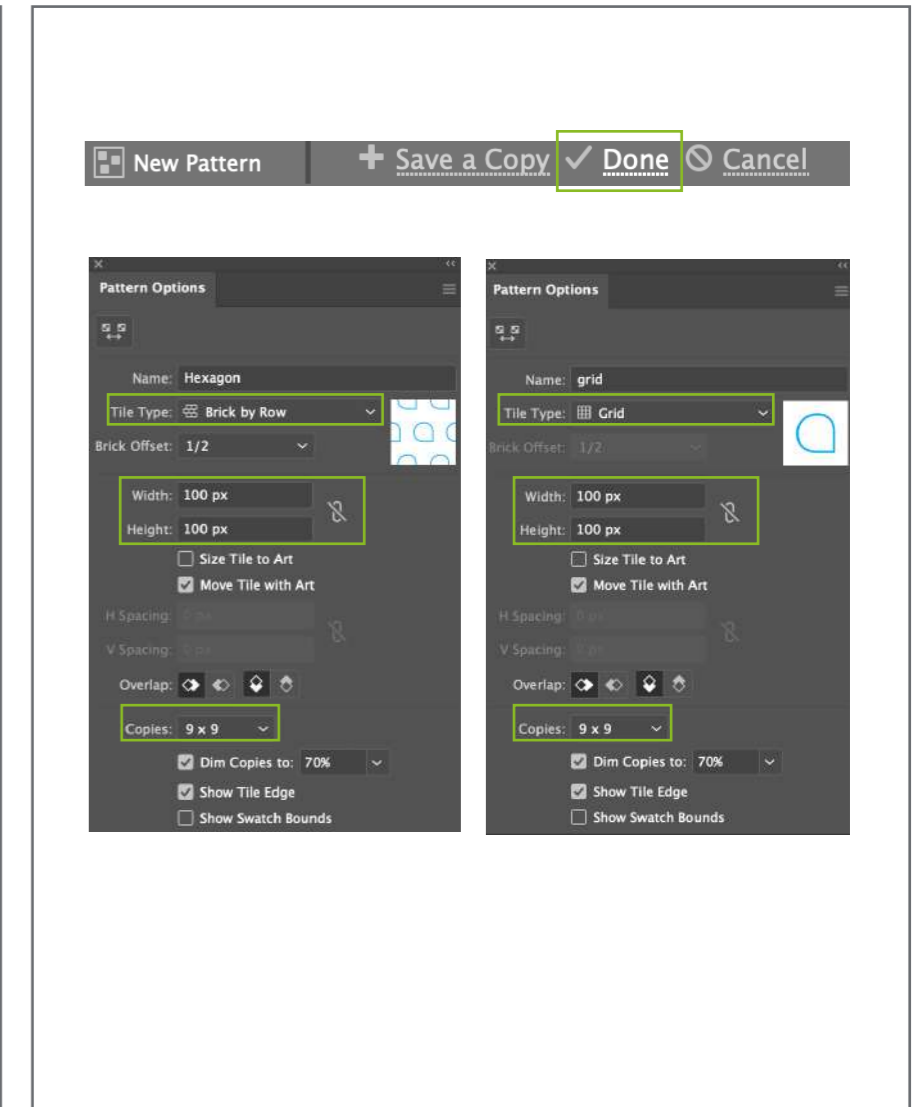 New Pattern + Save a Copy Done Cancel
Pattern Options
Name: Hexagon
Tile Type: Brick by Row
Brick Offset: 1/2
Width: 100 px
Height: 100 px
Size Tile to Art
Move Tile with Art
H Spacing: 0 px
V Spacing: 0 px
Overlap:
Copies: 9 x 9
Dim Copies to: 70%
Show Tile Edge
Show Swatch Bounds
Pattern Options
Name: grid
Tile Type: Grid
Brick Offset: 1/2
Width: 100 px
Height: 100 px
Size Tile to Art
Move Tile with Art
H Spacing: 0 px
V Spacing: 0 px
Overlap:
Copies: 9 x 9
Dim Copies to: 70%
Show Tile Edge
Show Swatch Bounds